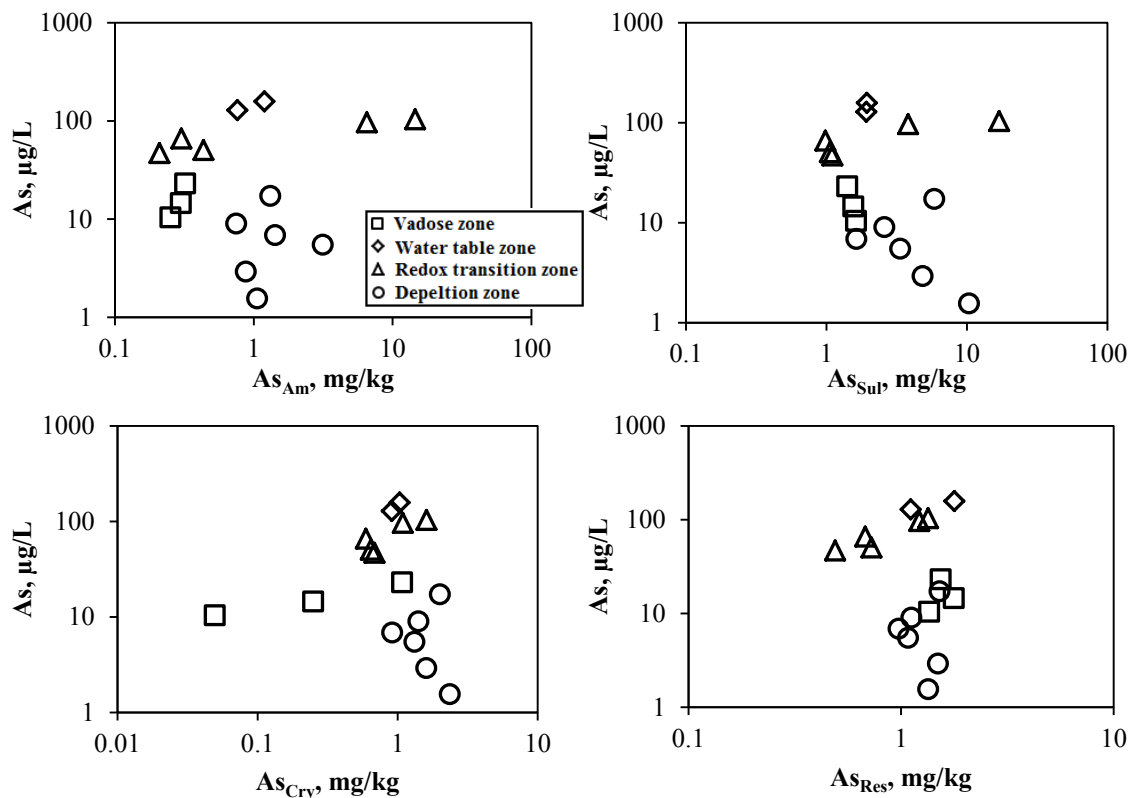 1000
100
10
1
As, µg/L
0.1 1 10 100
As_Am, mg/kg
Vadose zone
Water table zone
Redox transition zone
Depeltion zone
1000
100
10
1
As, µg/L
0.1 1 10 100
As_Sul, mg/kg
1000
100
10
1
As, µg/L
0.01 0.1 1 10
As_Cry, mg/kg
1000
100
10
1
As, µg/L
0.1 1 10
As_Res, mg/kg